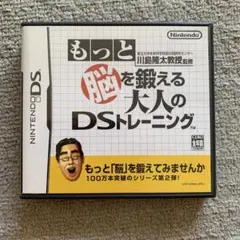 もっと
Nintendo
東北大学未来科学技術共同研究センター
川島隆太教授監修
脳を鍛える
大人の
DSトレーニング
NINTENDO DS
もっと「脳」を鍛えてみませんか
100万本突破のシリーズ第2弾!